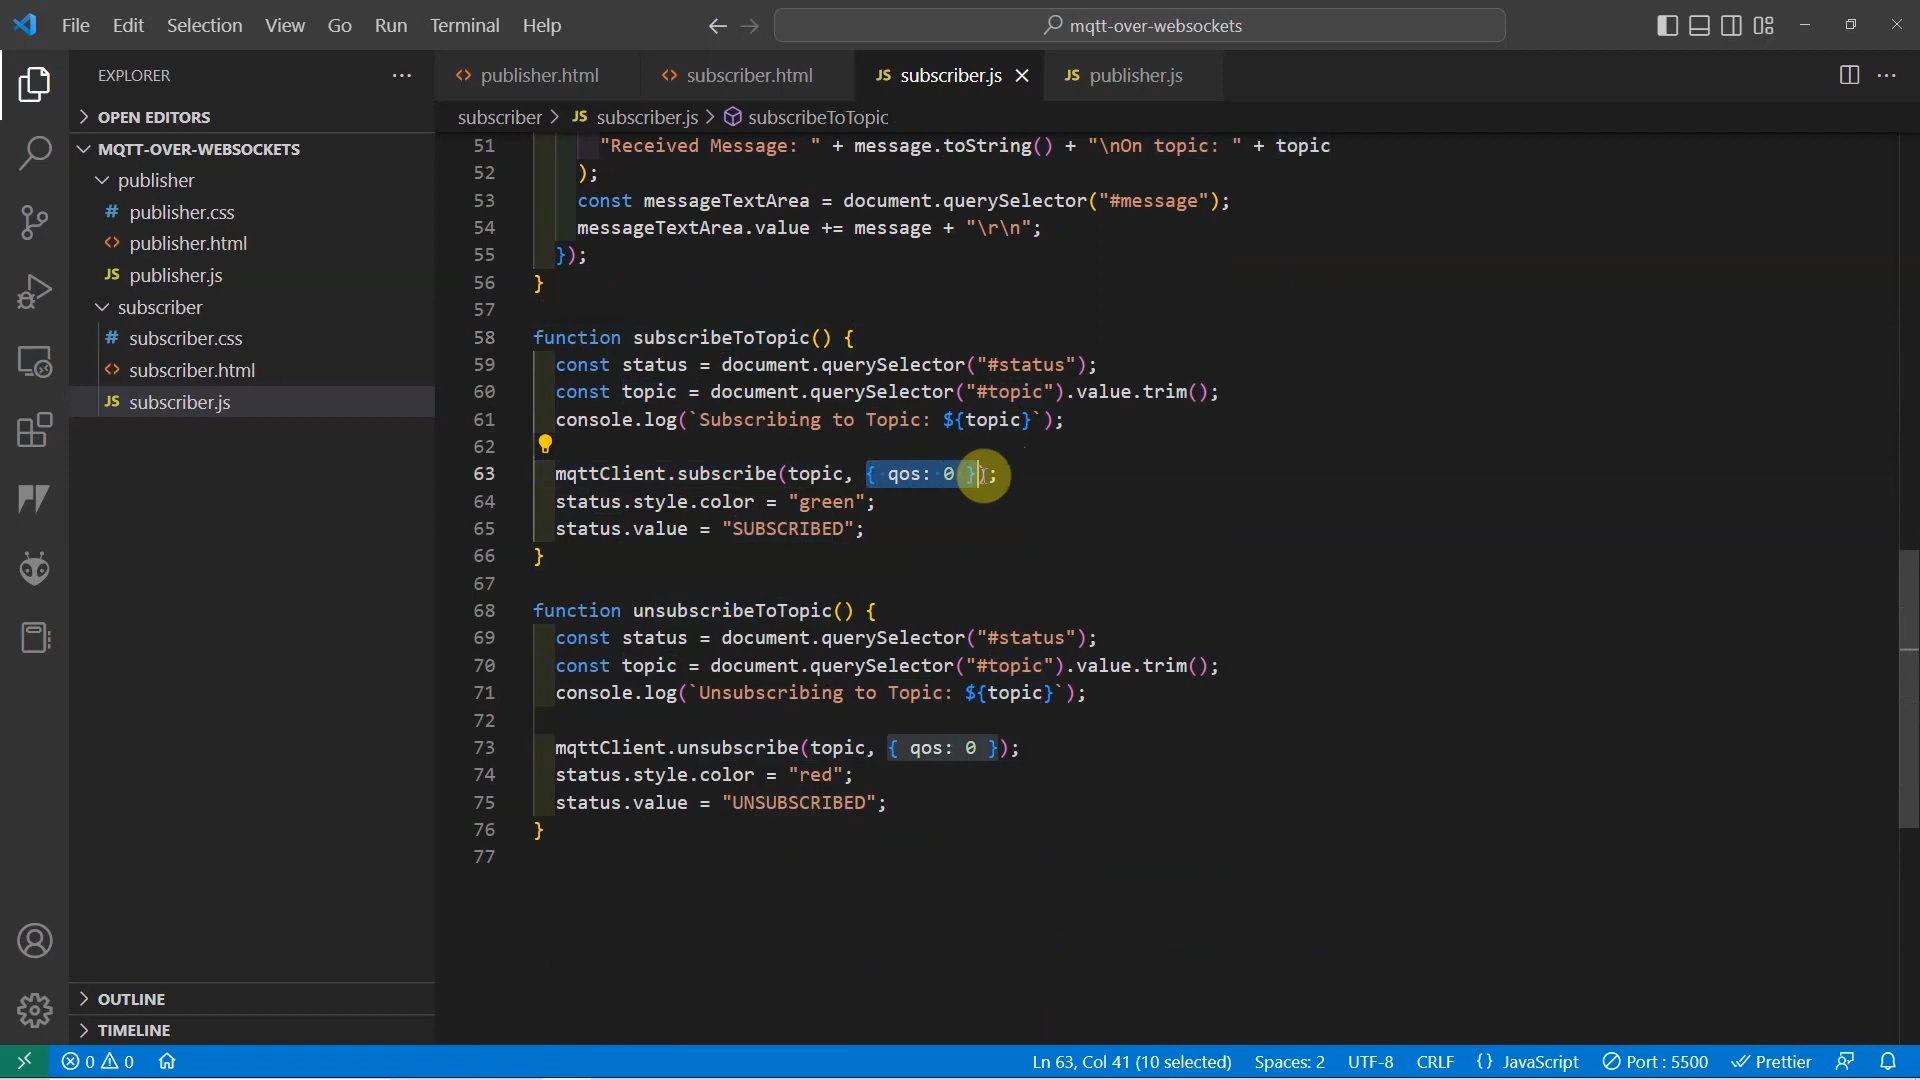 File Edit Selection View Go Run Terminal Help mqtt-over-websockets
EXPLORER
OPEN EDITORS
MQTT-OVER-WEBSOCKETS
publisher
# publisher.css
<> publisher.html
JS publisher.js
subscriber
# subscriber.css
<> subscriber.html
JS subscriber.js
OUTLINE
TIMELINE
<> publisher.html <> subscriber.html JS subscriber.js JS publisher.js
subscriber > JS subscriber.js > subscribeToTopic
51 "Received Message: " + message.toString() + "\nOn topic: " + topic
52 );
53 const messageTextArea = document.querySelector("#message");
54 messageTextArea.value += message + "\r\n";
55 });
56 }
57
58 function subscribeToTopic() {
59 const status = document.querySelector("#status");
60 const topic = document.querySelector("#topic").value.trim();
61 console.log(`Subscribing to Topic: ${topic}`);
62
63 mqttClient.subscribe(topic, { qos: 0 });
64 status.style.color = "green";
65 status.value = "SUBSCRIBED";
66 }
67
68 function unsubscribeToTopic() {
69 const status = document.querySelector("#status");
70 const topic = document.querySelector("#topic").value.trim();
71 console.log(`Unsubscribing to Topic: ${topic}`);
72
73 mqttClient.unsubscribe(topic, { qos: 0 });
74 status.style.color = "red";
75 status.value = "UNSUBSCRIBED";
76 }
77
0 0 Ln 63, Col 41 (10 selected) Spaces: 2 UTF-8 CRLF {} JavaScript Port : 5500 Prettier